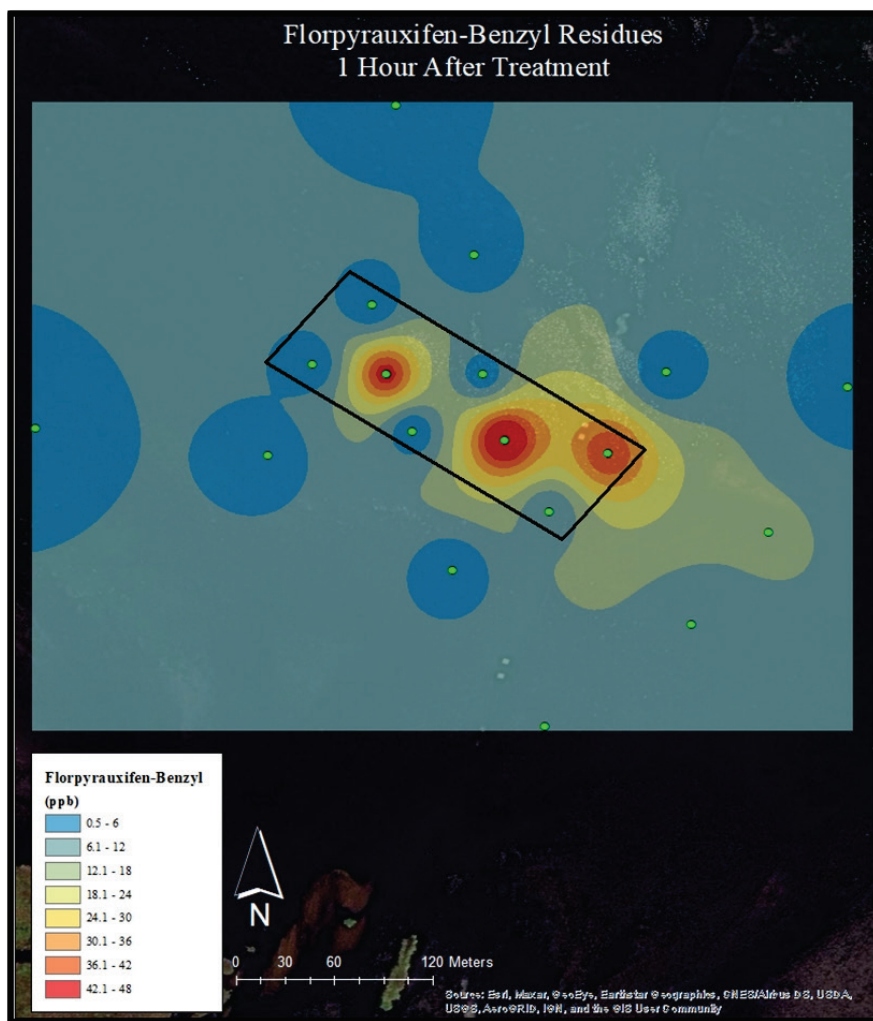 Florpyrauxifen-Benzyl Residues
1 Hour After Treatment
Florpyrauxifen-Benzyl
(ppb)
0.5 - 6
6.1 - 12
12.1 - 18
18.1 - 24
24.1 - 30
30.1 - 36
36.1 - 42
42.1 - 48
N
0 30 60 120 Meters
Source: Esri, Maxar, GeoEye, Earthstar Geographics, CNES/Airbus DS, USDA,
USGS, AeroGRID, IGN, and the GIS User Community